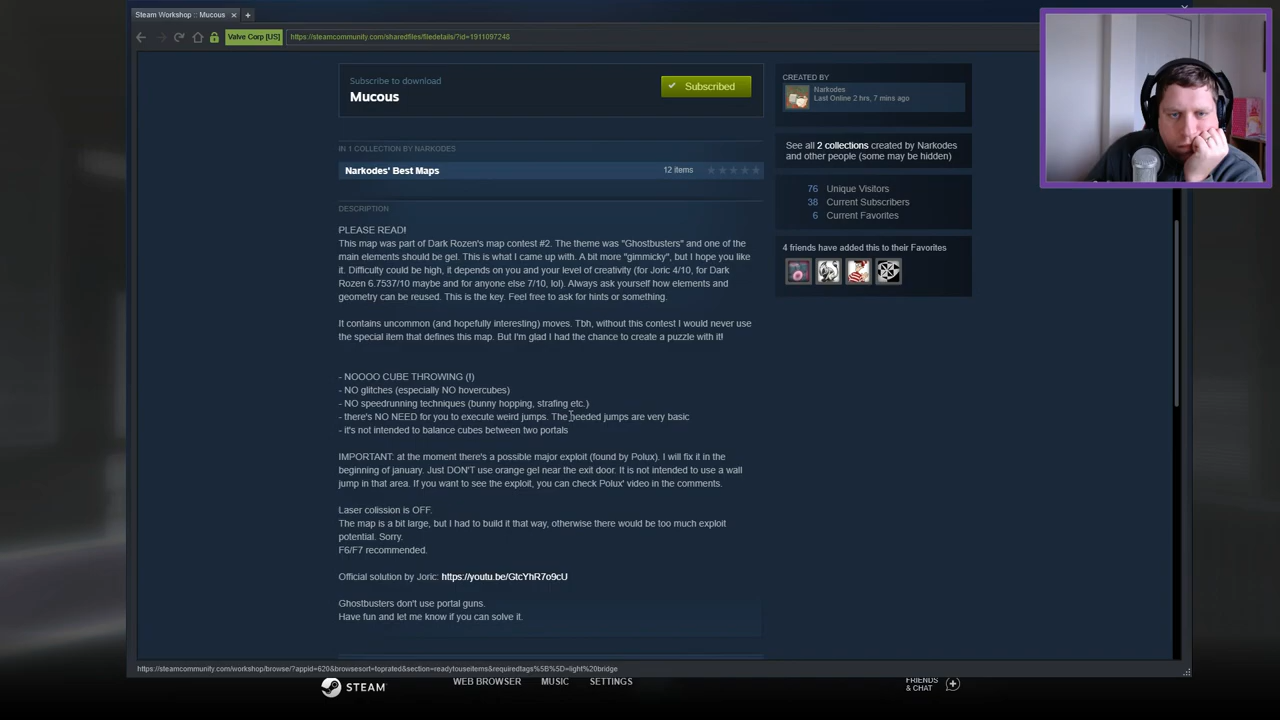 Steam Workshop :: Mucous
Valve Corp [US]
https://steamcommunity.com/sharedfiles/filedetails/?id=1911097248
Subscribe to download
Mucous
Subscribed
CREATED BY
Narkodes
Last Online 2 hrs, 7 mins ago
IN 1 COLLECTION BY NARKODES
Narkodes' Best Maps
12 items
See all 2 collections created by Narkodes
and other people (some may be hidden)
76 Unique Visitors
38 Current Subscribers
6 Current Favorites
4 friends have added this to their Favorites
DESCRIPTION
PLEASE READ!
This map was part of Dark Rozen's map contest #2. The theme was "Ghostbusters" and one of the
main elements should be gel. This is what I came up with. A bit more "gimmicky", but I hope you like
it. Difficulty could be high, it depends on you and your level of creativity (for Joric 4/10, for Dark
Rozen 6.7537/10 maybe and for anyone else 7/10, lol). Always ask yourself how elements and
geometry can be reused. This is the key. Feel free to ask for hints or something.
It contains uncommon (and hopefully interesting) moves. Tbh, without this contest I would never use
the special item that defines this map. But I'm glad I had the chance to create a puzzle with it!
- NOOOO CUBE THROWING (!)
- NO glitches (especially NO hovercubes)
- NO speedrunning techniques (bunny hopping, strafing etc.)
- there's NO NEED for you to execute weird jumps. The needed jumps are very basic
- it's not intended to balance cubes between two portals
IMPORTANT: at the moment there's a possible major exploit (found by Polux). I will fix it in the
beginning of january. Just DON'T use orange gel near the exit door. It is not intended to use a wall
jump in that area. If you want to see the exploit, you can check Polux' video in the comments.
Laser colission is OFF.
The map is a bit large, but I had to build it that way, otherwise there would be too much exploit
potential. Sorry.
F6/F7 recommended.
Official solution by Joric: https://youtu.be/GtcYhR7o9cU
Ghostbusters don't use portal guns.
Have fun and let me know if you can solve it.
https://steamcommunity.com/workshop/browse/?appid=620&browsesort=toprated&section=readytouseitems&requiredtags%5B%5D=light%20bridge
STEAM
WEB BROWSER
MUSIC
SETTINGS
FRIENDS
& CHAT